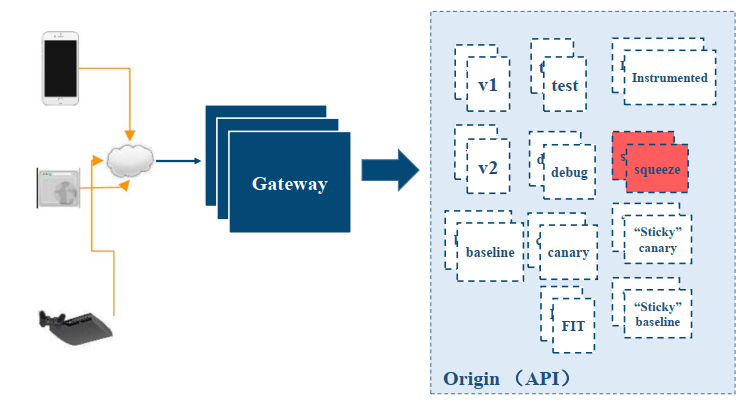 Gateway
v1
test
Instrumented
v2
debug
squeeze
baseline
canary
“Sticky”
canary
FIT
“Sticky”
baseline
Origin （API）